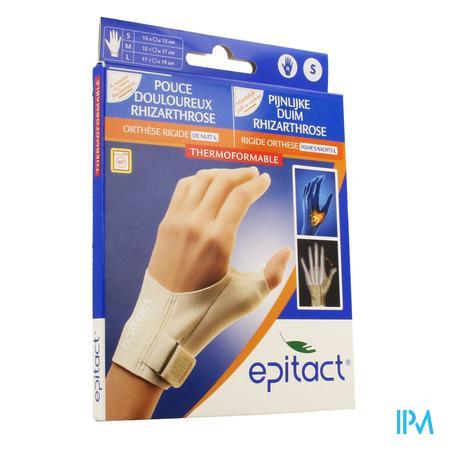 S 13 < > 15 cm
M 15 < > 17 cm
L 17 < > 19 cm
S
THERMOFORMABLE
POUCE
DOULOUREUX
RHIZARTHROSE
ORTHÈSE RIGIDE DE NUIT
PIJNLIJKE
DUIM
RHIZARTHROSE
RIGIDE ORTHESE VOOR'S NACHTS
THERMOFORMABLE
epitact
epitact®
IPM